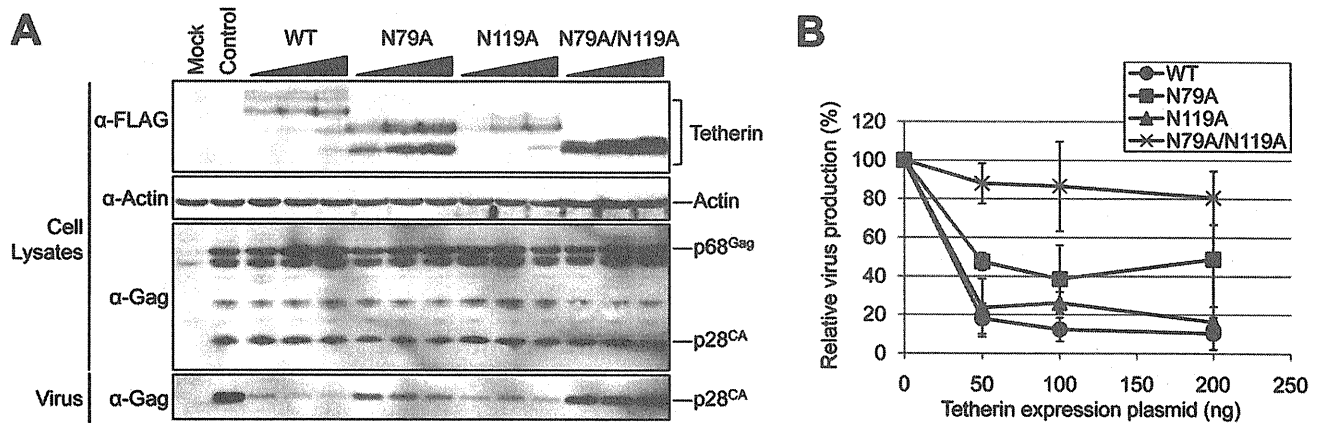 A
Mock
Control
WT
N79A
N119A
N79A/N119A
α-FLAG
Tetherin
α-Actin
Actin
Cell
Lysates
α-Gag
p68Gag
p28CA
Virus
α-Gag
p28CA
B
Relative virus production (%)
120
100
80
60
40
20
0
0
50
100
150
200
250
Tetherin expression plasmid (ng)
WT
N79A
N119A
N79A/N119A